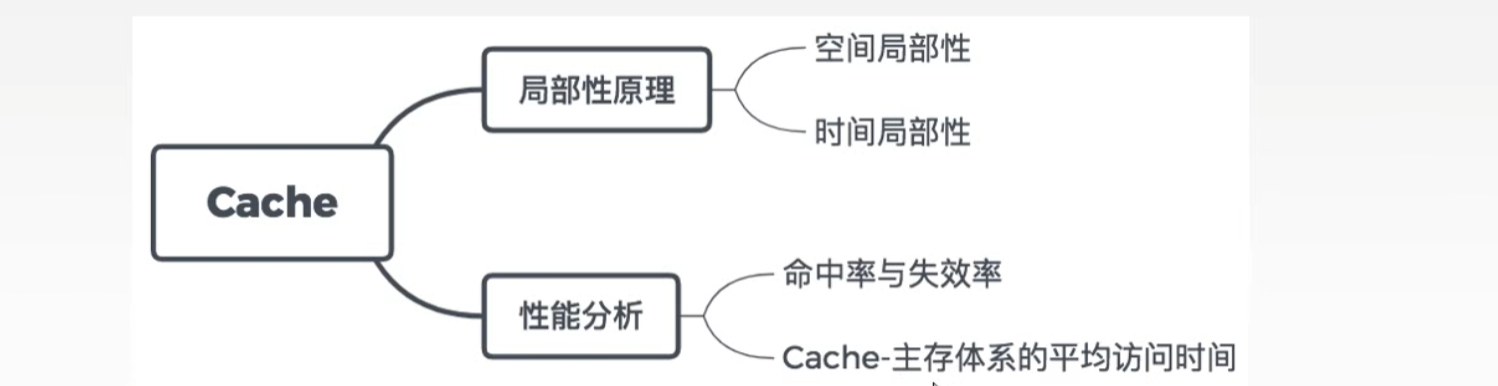 Cache
局部性原理
空间局部性
时间局部性
性能分析
命中率与失效率
Cache-主存体系的平均访问时间